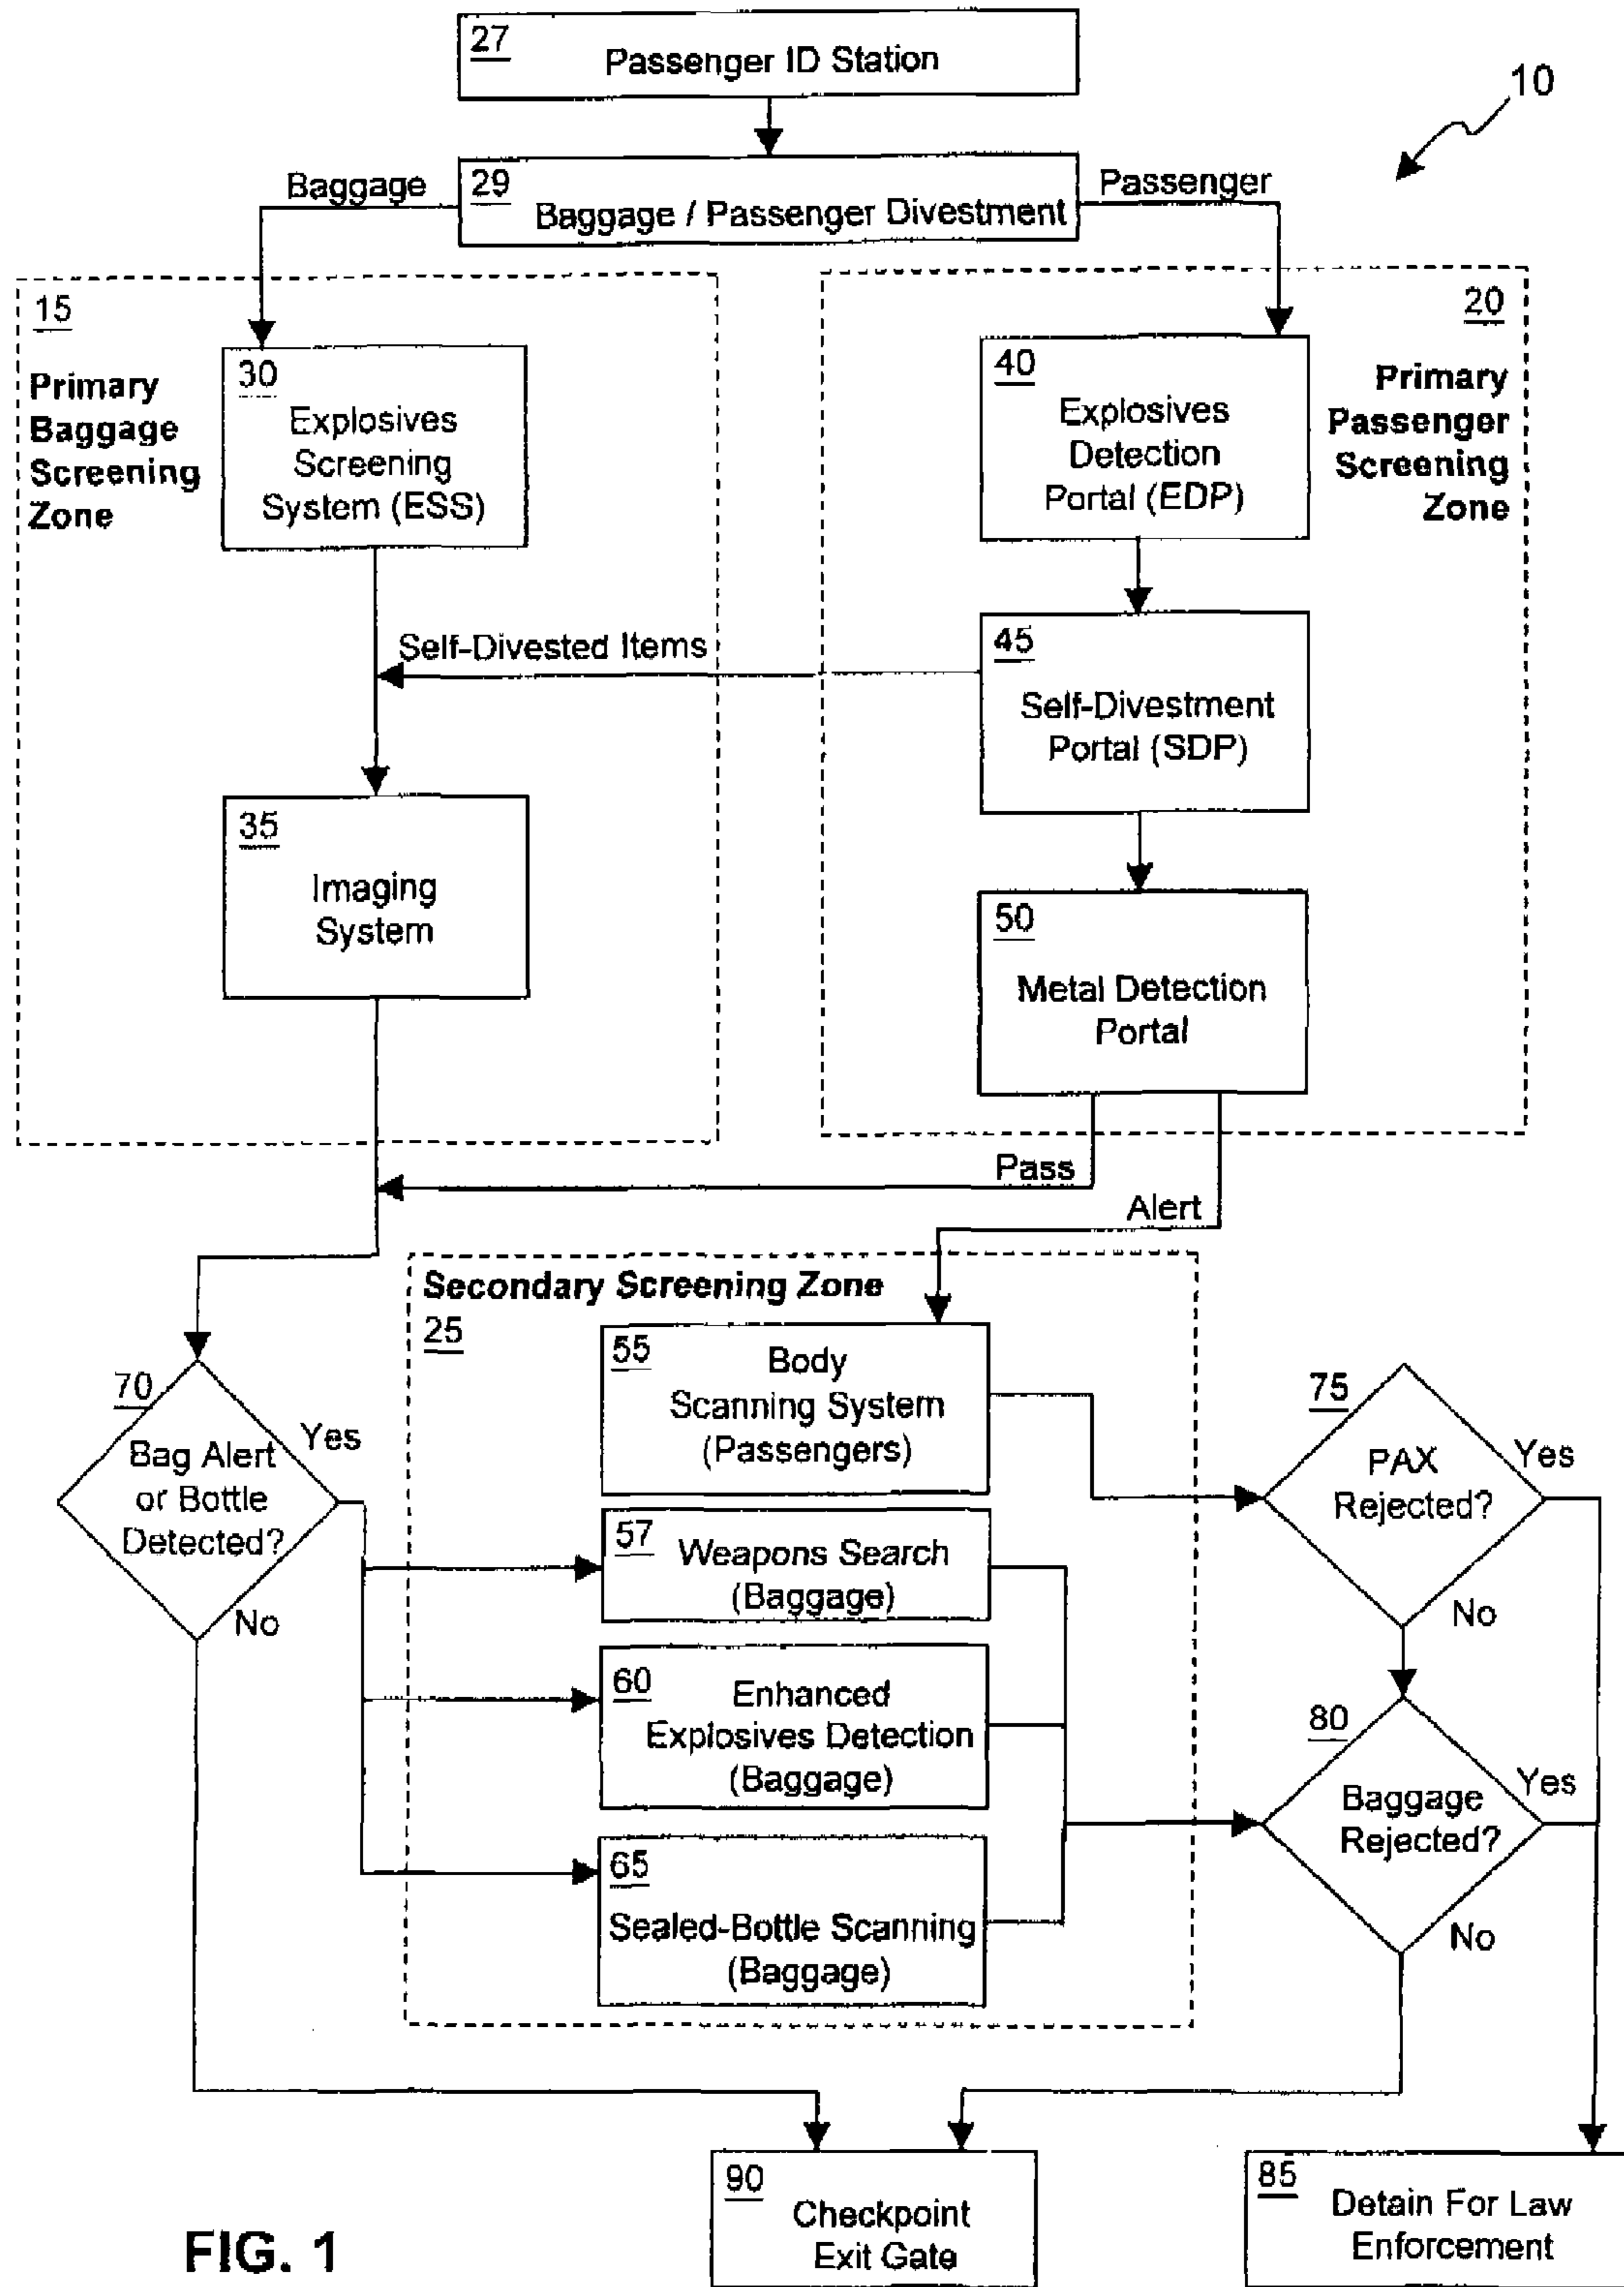 27
Passenger ID Station
10
Baggage
29
Baggage / Passenger Divestment
Passenger
15
Primary
Baggage
Screening
Zone
30
Explosives
Screening
System (ESS)
20
Primary
Passenger
Screening
Zone
40
Explosives
Detection
Portal (EDP)
Self-Divested Items
45
Self-Divestment
Portal (SDP)
35
Imaging
System
50
Metal Detection
Portal
Pass
Alert
Secondary Screening Zone
25
55
Body
Scanning System
(Passengers)
70
Bag Alert
or Bottle
Detected?
Yes
No
57
Weapons Search
(Baggage)
60
Enhanced
Explosives Detection
(Baggage)
65
Sealed-Bottle Scanning
(Baggage)
75
PAX
Rejected?
Yes
No
80
Baggage
Rejected?
Yes
No
90
Checkpoint
Exit Gate
85
Detain For Law
Enforcement
FIG. 1